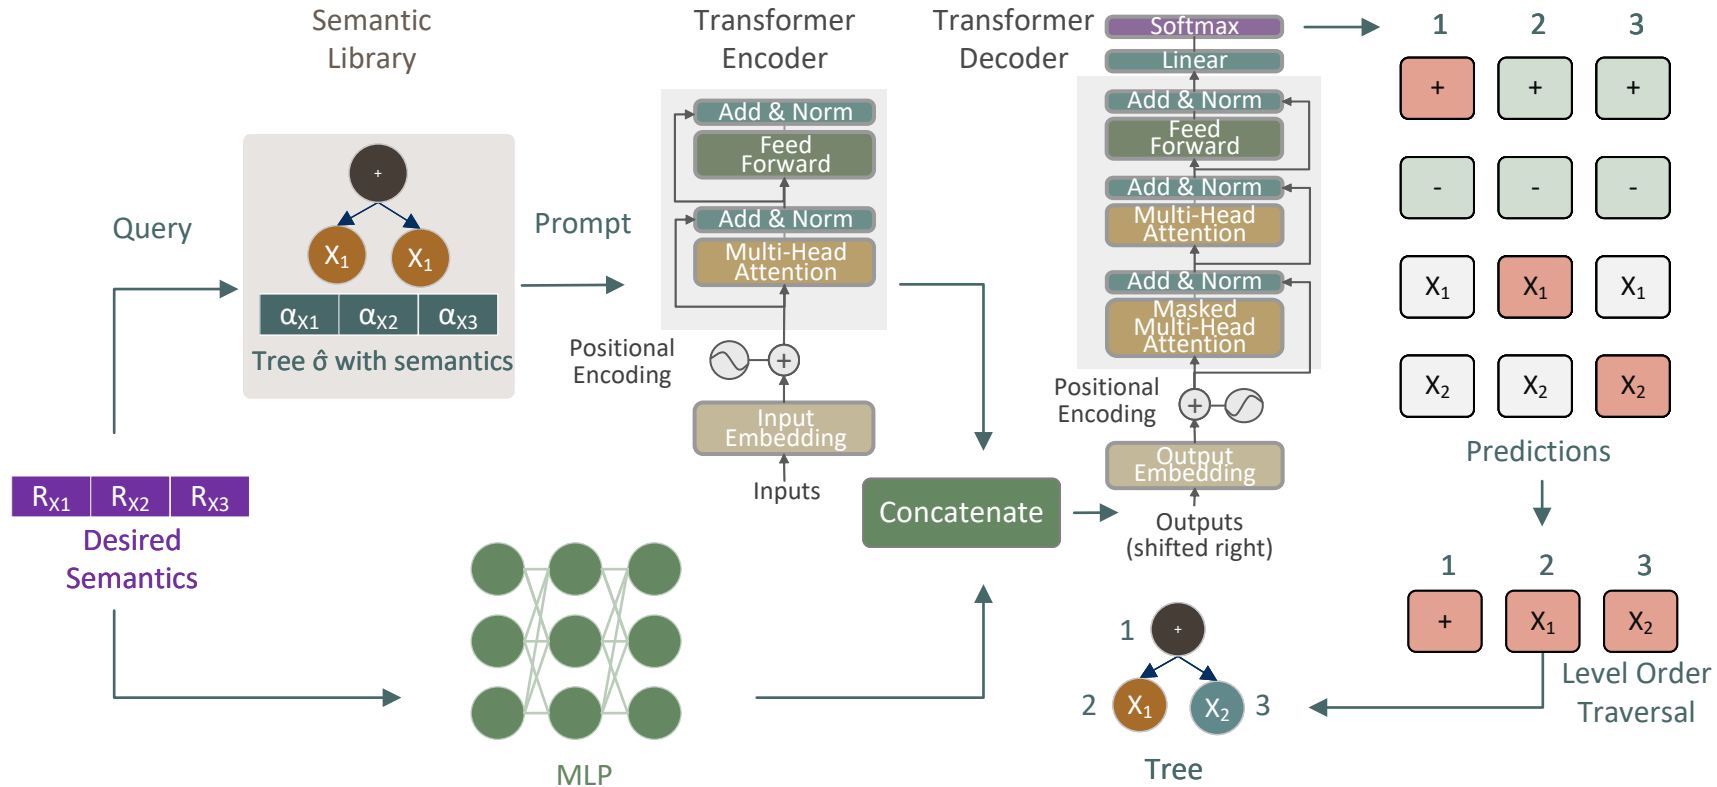 Semantic
Library
Query
+
X1
X1
αX1 αX2 αX3
Tree σ̂ with semantics
Prompt
RX1 RX2 RX3
Desired
Semantics
MLP
Transformer
Encoder
Add & Norm
Feed
Forward
Add & Norm
Multi-Head
Attention
Positional
Encoding
+
Input
Embedding
Inputs
Concatenate
Transformer
Decoder
Softmax
Linear
Add & Norm
Feed
Forward
Add & Norm
Multi-Head
Attention
Add & Norm
Masked
Multi-Head
Attention
Positional
Encoding
+
Output
Embedding
Outputs
(shifted right)
1 2 3
+ + +
- - -
X1 X1 X1
X2 X2 X2
Predictions
1 2 3
+ X1 X2
Level Order
Traversal
1 +
2 X1 X2 3
Tree